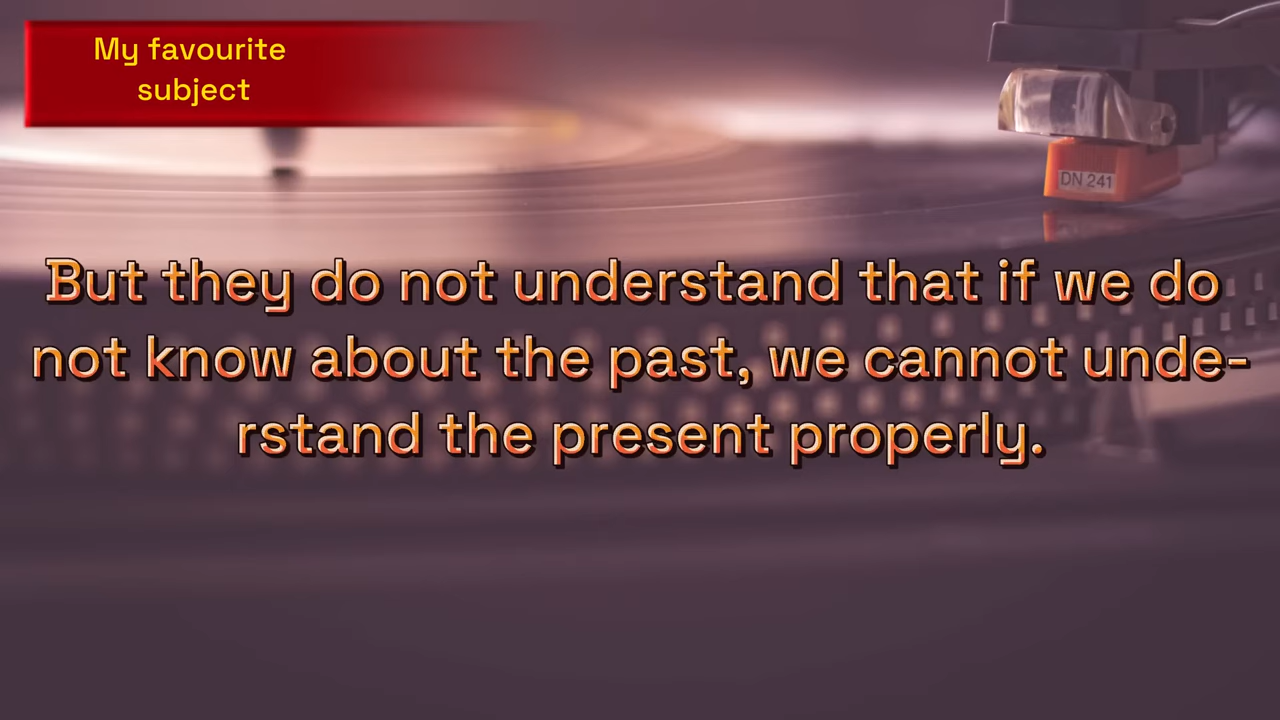 My favourite
subject
DN 241
But they do not understand that if we do
not know about the past, we cannot unde-
rstand the present properly.